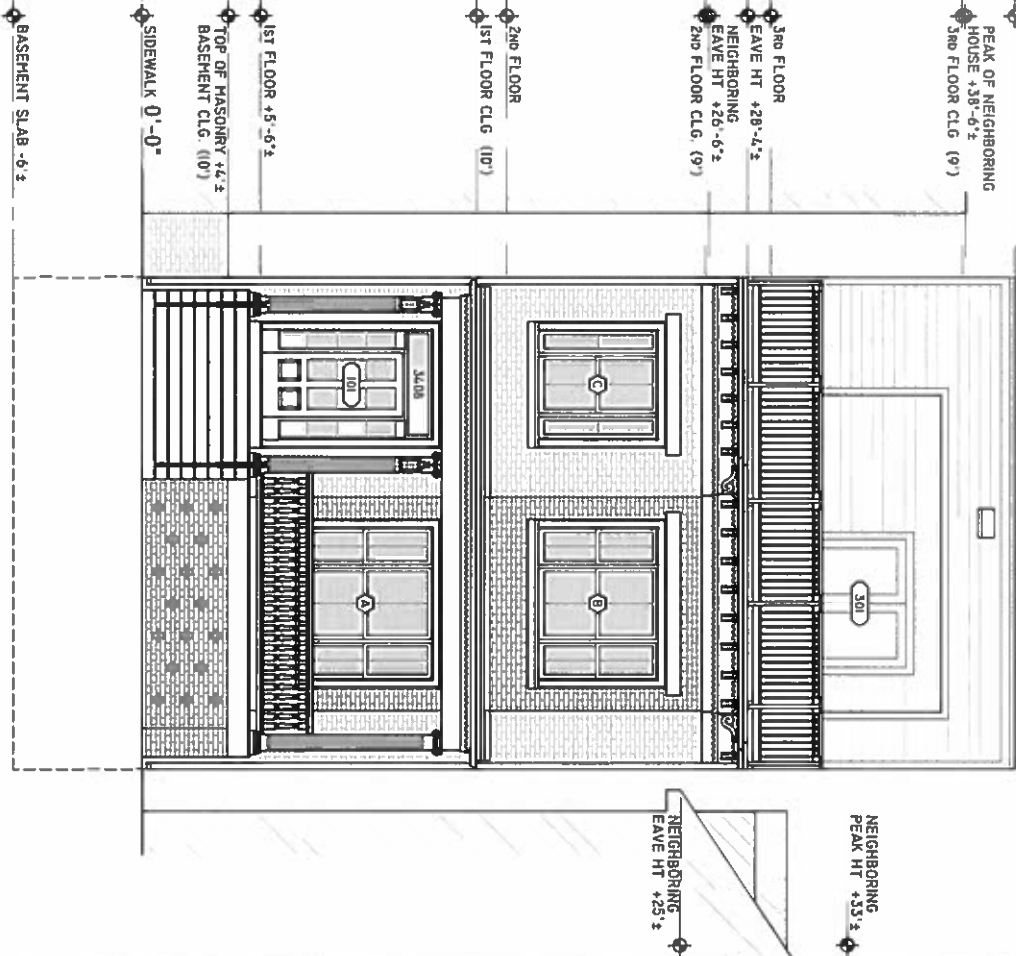 PEAK OF NEIGHBORING
HOUSE +38'-6"±
3RD FLOOR CLG. (9')
3RD FLOOR
EAVE HT +28'-4"±
NEIGHBORING
EAVE HT +26'-6"±
2ND FLOOR CLG. (9')
2ND FLOOR
1ST FLOOR CLG (10')
1ST FLOOR +5'-6"±
TOP OF MASONRY +4'±
BASEMENT CLG. (10')
SIDEWALK 0'-0"
BASEMENT SLAB -6'±
3408
101
C
A
B
301
NEIGHBORING
PEAK HT +33'±
NEIGHBORING
EAVE HT +25'±